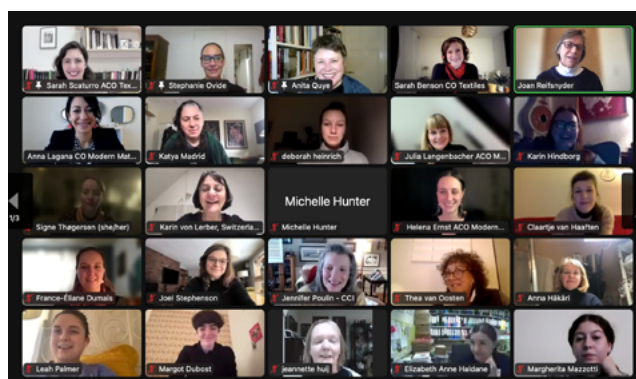 Sarah Scaturro ACO Tex...
Stephanie Ovide
Anita Quye
Sarah Benson CO Textiles
Joan Reifsnyder
Anna Lagana CO Modern Mat...
Katya Madrid
deborah heinrich
Julia Langenbacher ACO M...
Karin Hindborg
1/3
Signe Thøgersen (she/her)
Karin von Lerber, Switzerla...
Michelle Hunter
Michelle Hunter
Helena Ernst ACO Modern...
Claartje van Haaften
France-Éliane Dumais
Joel Stephenson
Jennifer Poulin - CCI
Thea van Oosten
Anna Häkäri
Leah Palmer
Margot Dubost
jeannette huij
Elizabeth Anne Haldane
Margherita Mazzotti